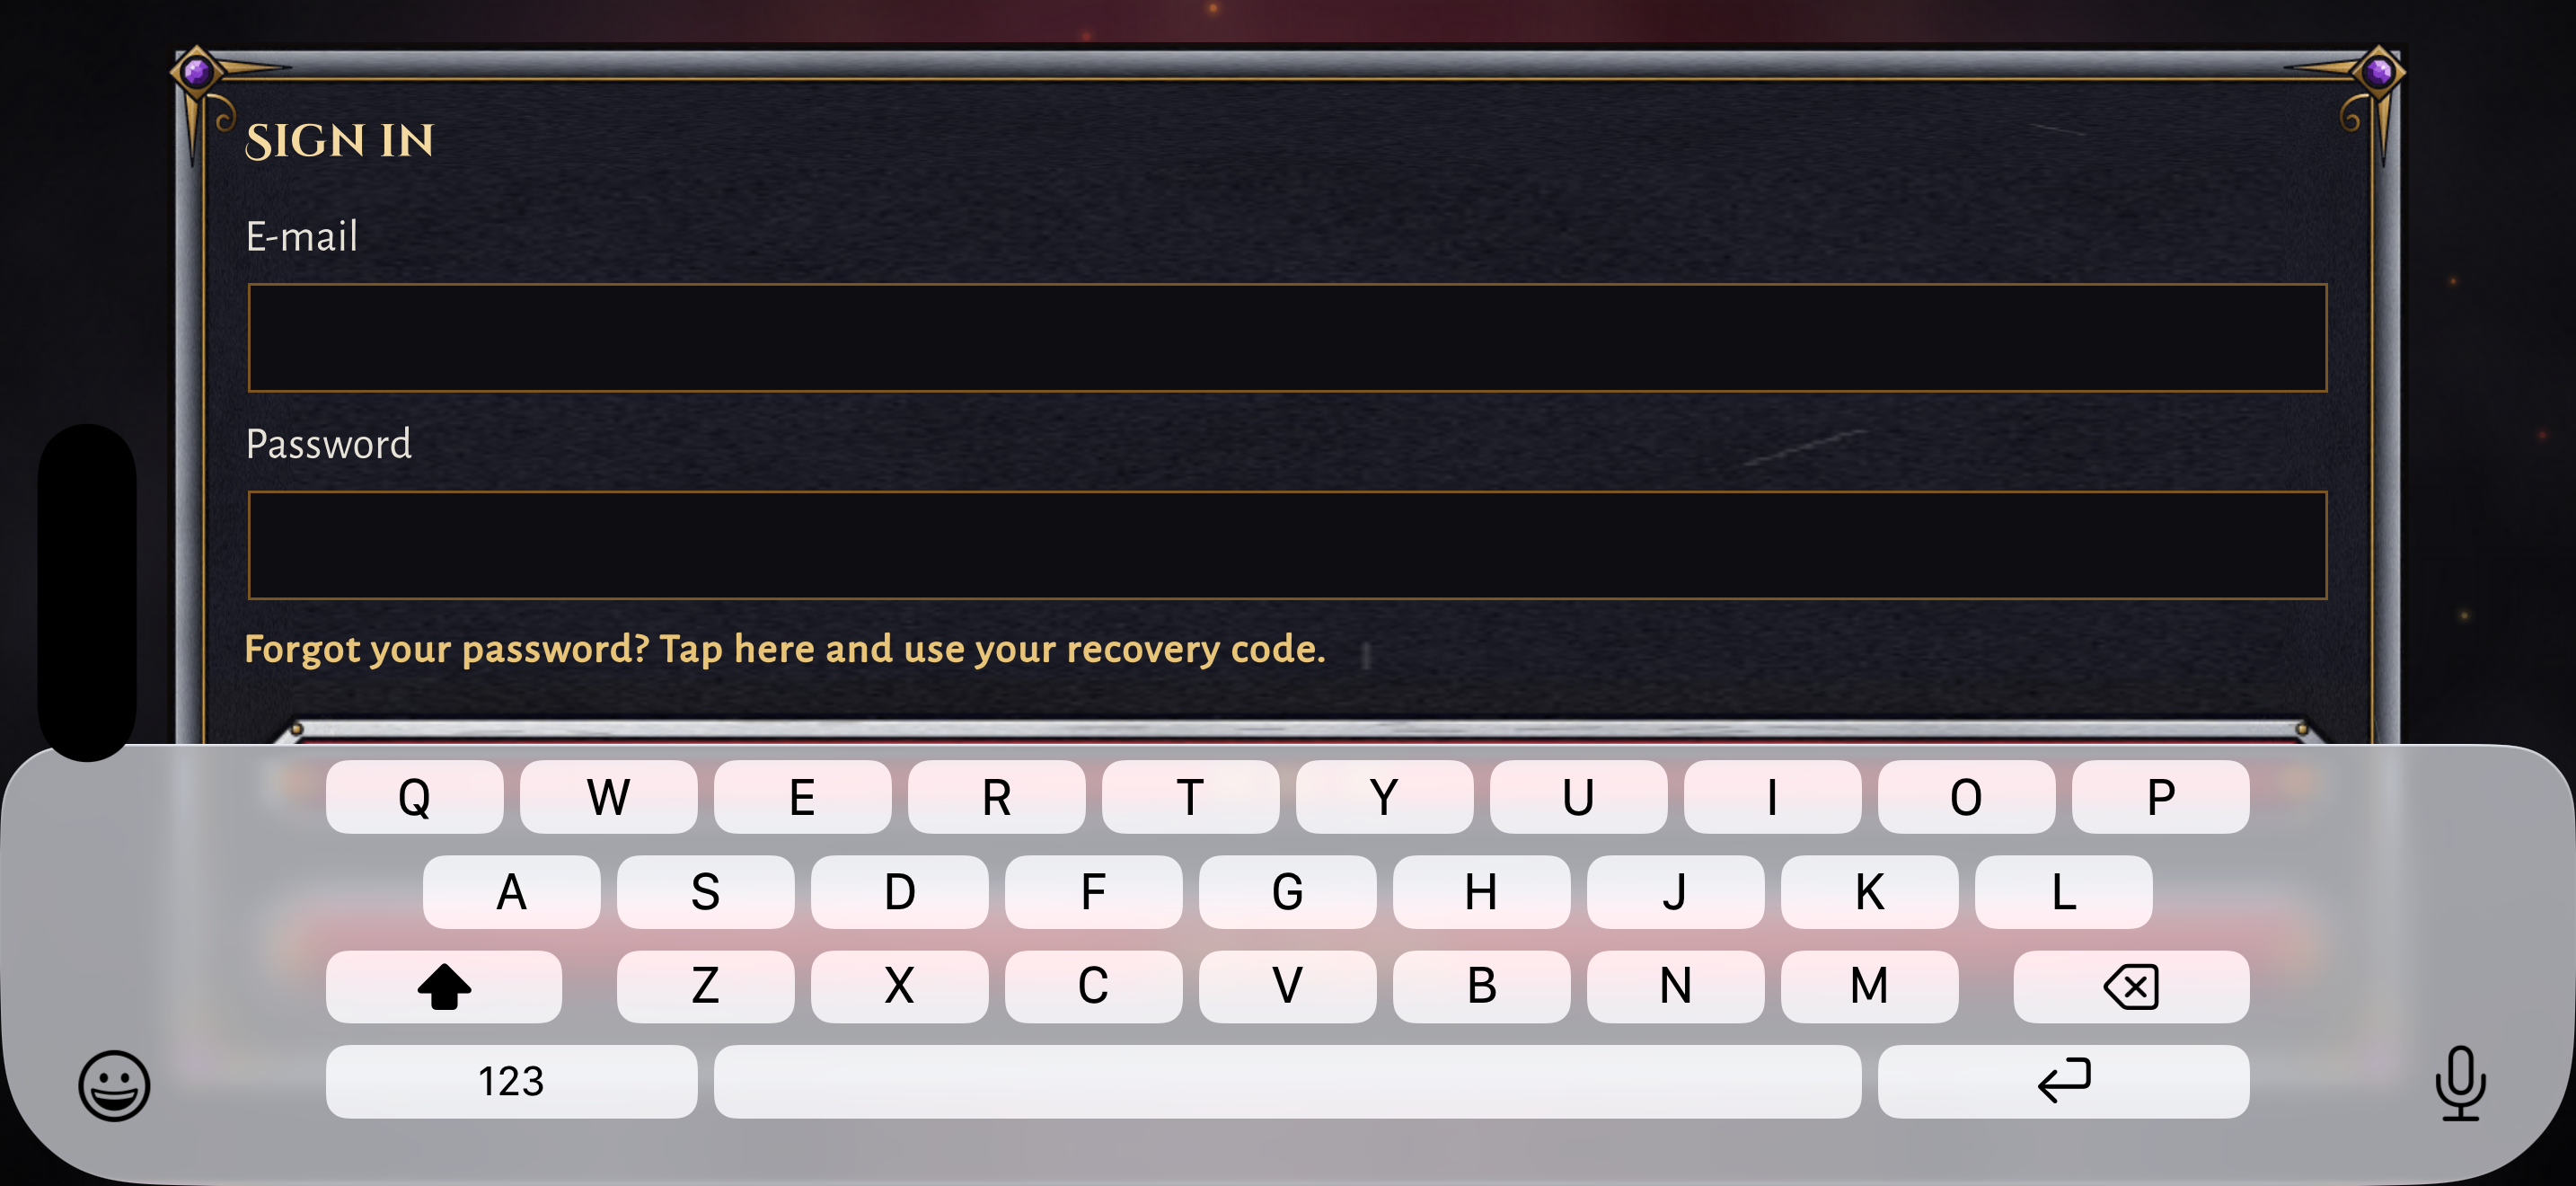 Sign in
E-mail
Password
Forgot your password? Tap here and use your recovery code.
Q W E R T Y U I O P
A S D F G H J K L
Z X C V B N M
123